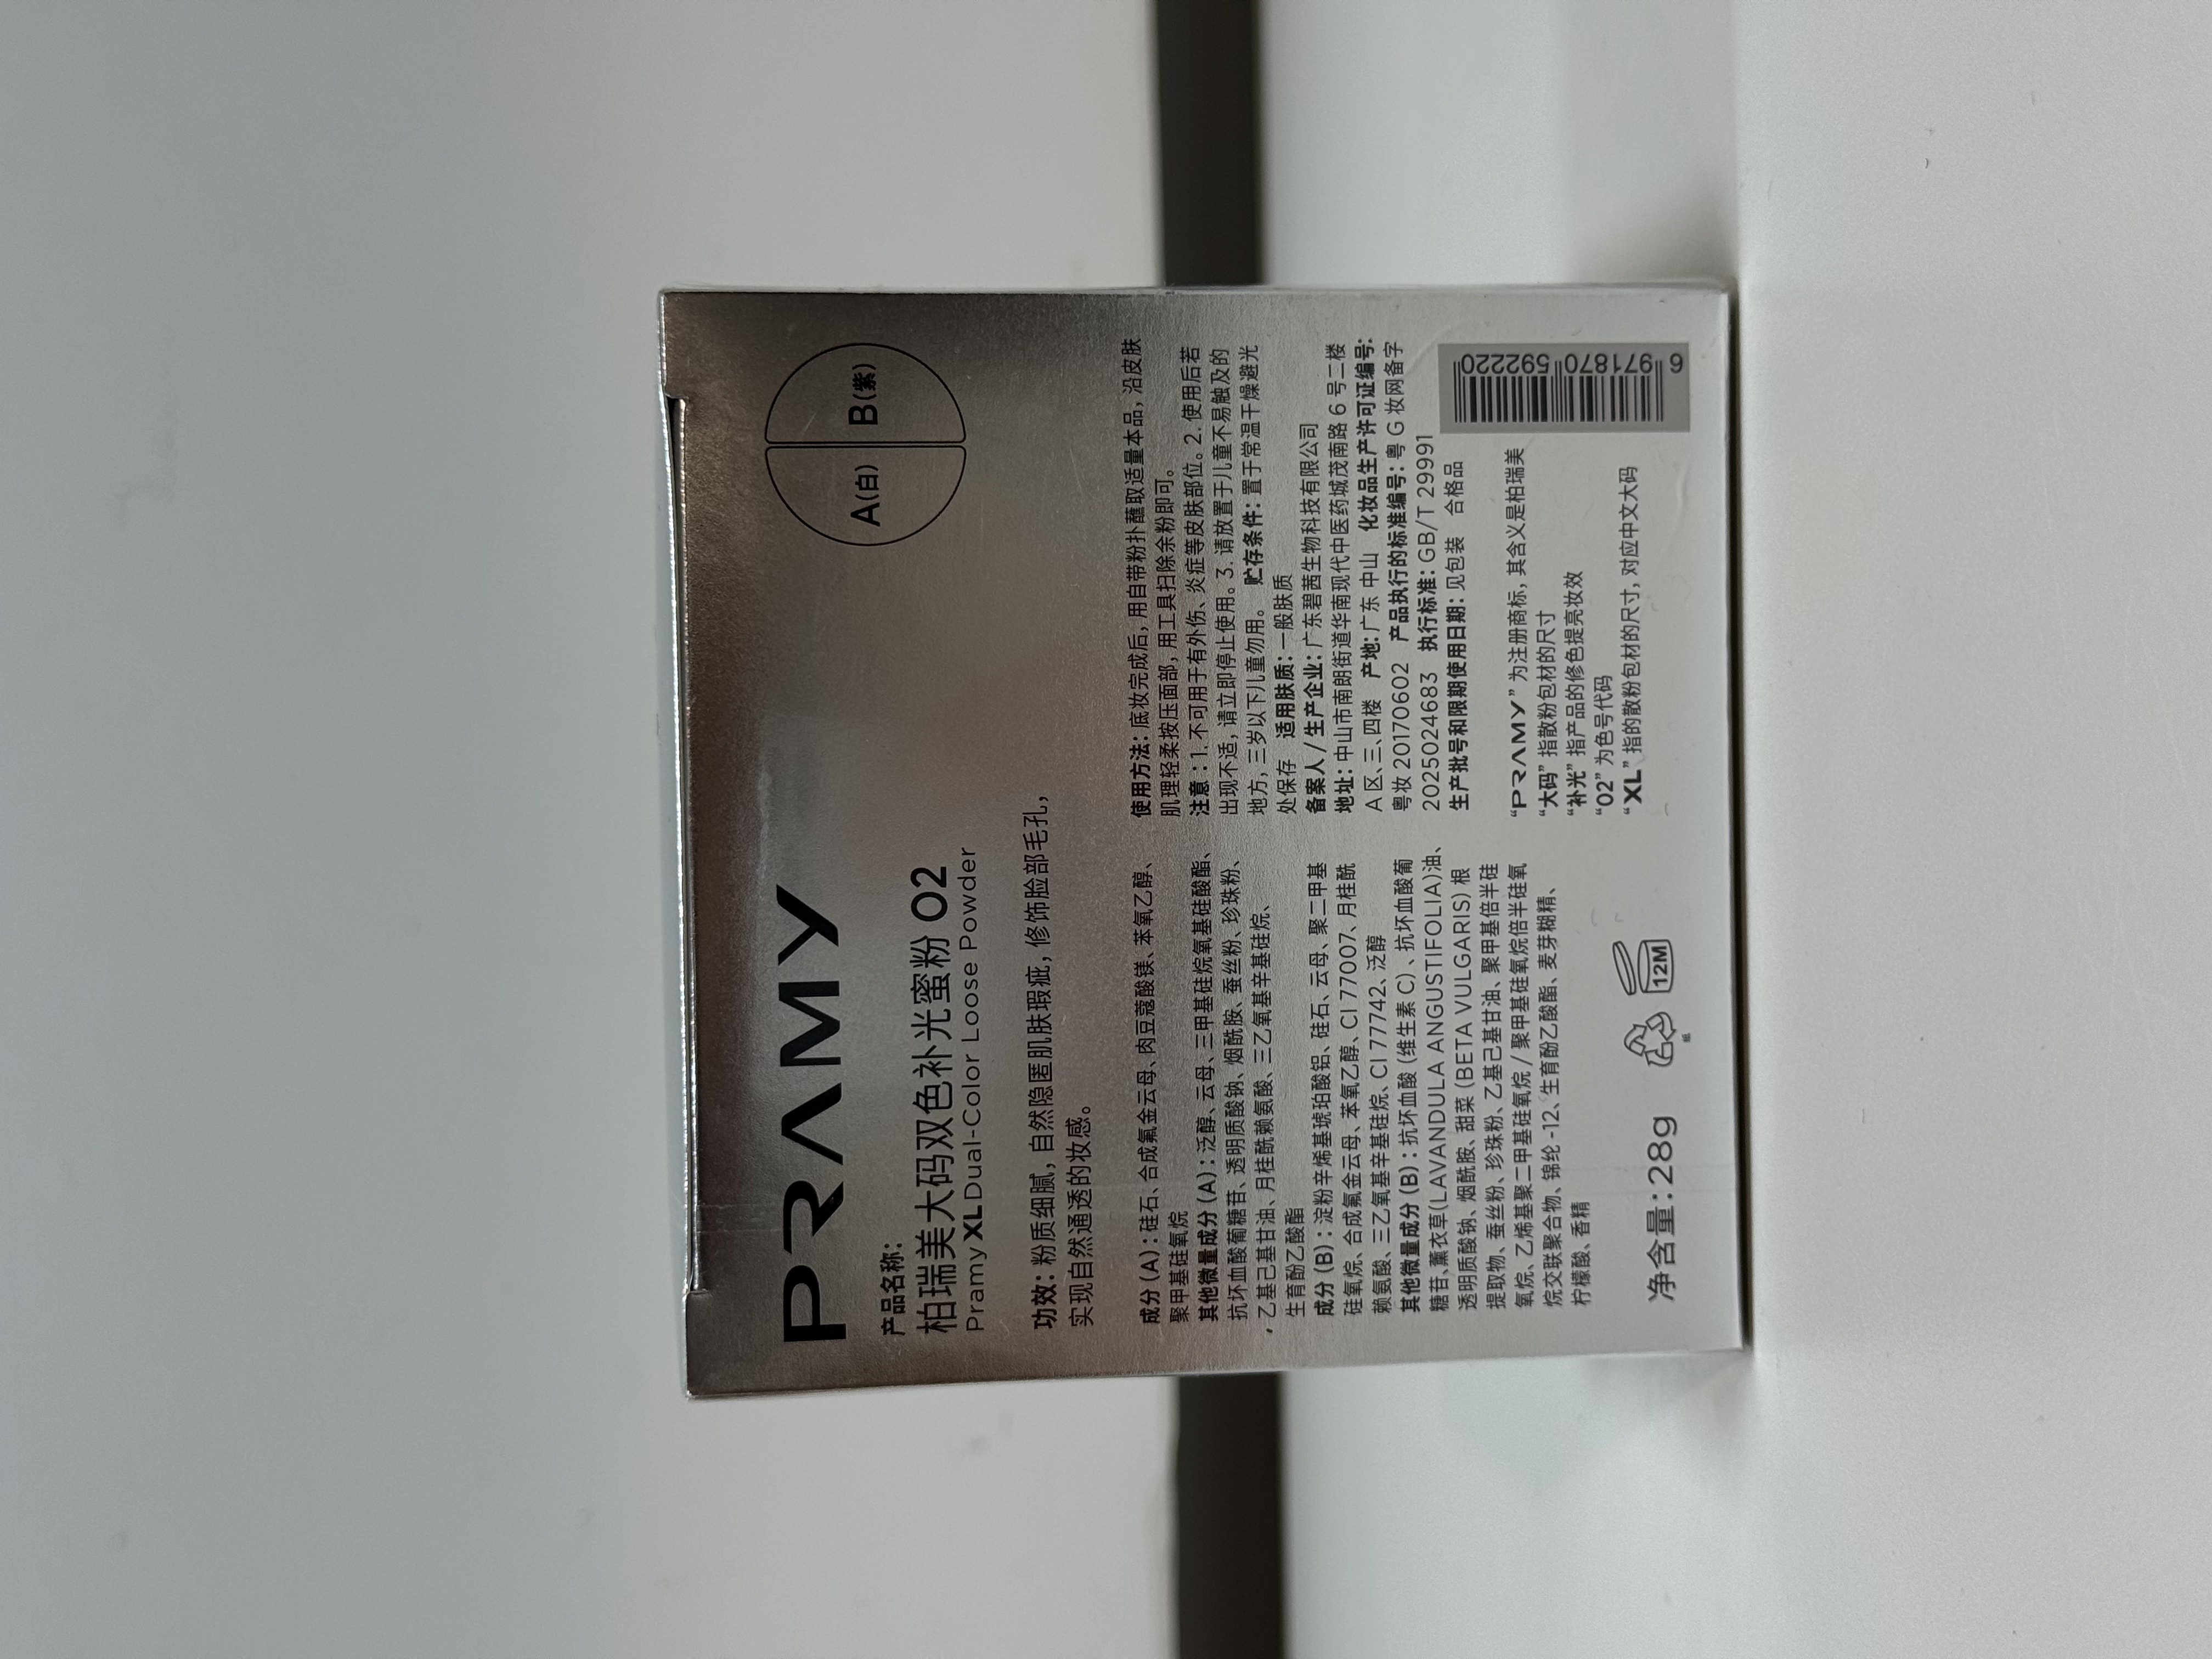 PRAMY
A(白) B(紫)
产品名称：
柏瑞美大码双色补光蜜粉 02
Pramy XL Dual-Color Loose Powder
功效：粉质细腻，自然隐匿肌肤瑕疵，修饰脸部毛孔，
实现自然通透的妆感。
成分 (A)：硅石、合成氟金云母、肉豆蔻酸镁、苯氧乙醇、
聚甲基硅氧烷
其他微量成分 (A)：泛醇、云母、三甲基硅烷氧基硅酸酯、
抗坏血酸葡糖苷、透明质酸钠、烟酰胺、蚕丝粉、珍珠粉、
、乙基己基甘油、月桂酰赖氨酸、三乙氧基辛基硅烷、
生育酚乙酸酯
成分 (B)：淀粉辛烯基琥珀酸铝、硅石、云母、聚二甲基
硅氧烷、合成氟金云母、苯氧乙醇、CI 77007、月桂酰
赖氨酸、三乙氧基辛基硅烷、CI 77742、泛醇
其他微量成分 (B)：抗坏血酸 (维生素 C)、抗坏血酸葡
糖苷、薰衣草(LAVANDULA ANGUSTIFOLIA)油、
透明质酸钠、烟酰胺、甜菜 (BETA VULGARIS) 根
提取物、蚕丝粉、珍珠粉、乙基己基甘油、聚甲基倍半硅
氧烷、乙烯基聚二甲基硅氧烷 / 聚甲基硅氧烷倍半硅氧
烷交联聚合物、锦纶 -12、生育酚乙酸酯、麦芽糊精、
柠檬酸、香精
净含量：28g
纸
12M
使用方法：底妆完成后，用自带粉扑蘸取适量本品，沿皮肤
肌理轻柔按压面部，用工具扫除余粉即可。
注意：1. 不可用于有外伤、炎症等皮肤部位。2. 使用后若
出现不适，请立即停止使用。3. 请放置于儿童不易触及的
地方，三岁以下儿童勿用。 贮存条件：置于常温干燥避光
处保存 适用肤质：一般肤质
备案人 / 生产企业：广东碧茜生物科技有限公司
地址：中山市南朗街道华南现代中医药城茂南路 6 号二楼
A 区、三、四楼 产地：广东 中山 化妆品生产许可证编号：
粤妆 20170602 产品执行的标准编号：粤 G 妆网备字
2025024683 执行标准：GB/T 29991
生产批号和限期使用日期：见包装 合格品
“PRAMY” 为注册商标，其含义是柏瑞美
“大码” 指散粉包材的尺寸
“补光” 指产品的修色提亮妆效
“02” 为色号代码
“XL” 指的散粉包材的尺寸，对应中文大码
6 971870 592220